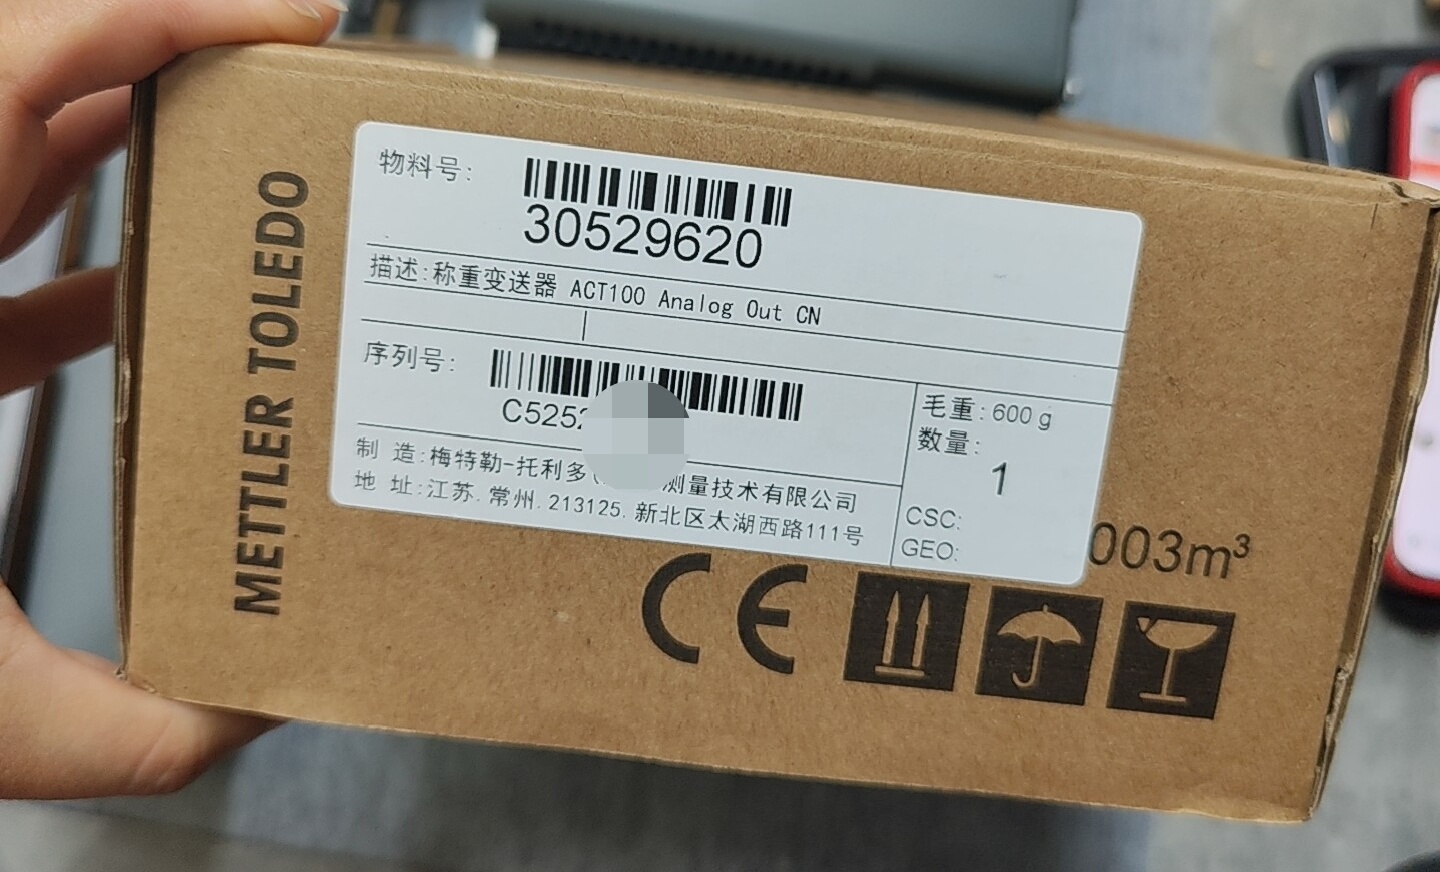 METTLER TOLEDO
物料号:
30529620
描述:称重变送器 ACT100 Analog Out CN
序列号:
C525
毛重: 600 g
数量:
1
制 造:梅特勒-托利多( 测量技术有限公司
地 址:江苏. 常州. 213125. 新北区太湖西路111号
CSC:
GEO:
003m³
CE